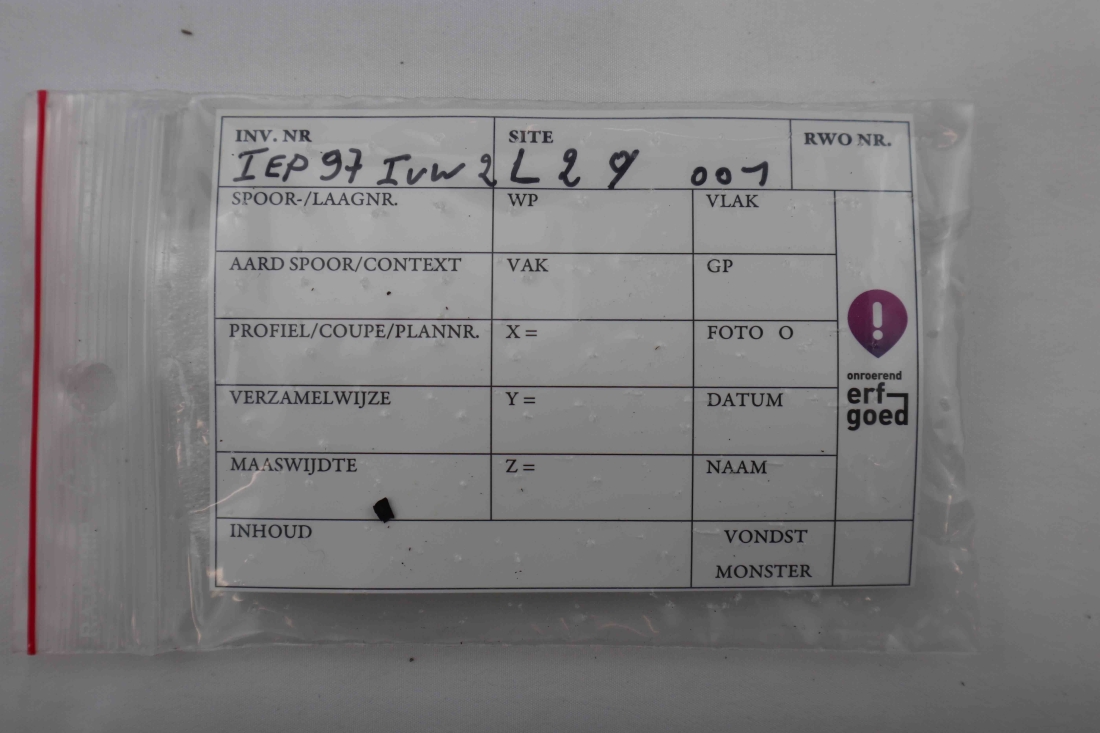 INV. NR SITE RWO NR.
IEP 97 IVW 2 L 2 9 001
SPOOR-/LAAGNR. WP VLAK
AARD SPOOR/CONTEXT VAK GP
PROFIEL/COUPE/PLANNR. X = FOTO O
VERZAMELWIJZE Y = DATUM
MAASWIJDTE Z = NAAM
INHOUD VONDST
MONSTER
onroerend
erf-
goed